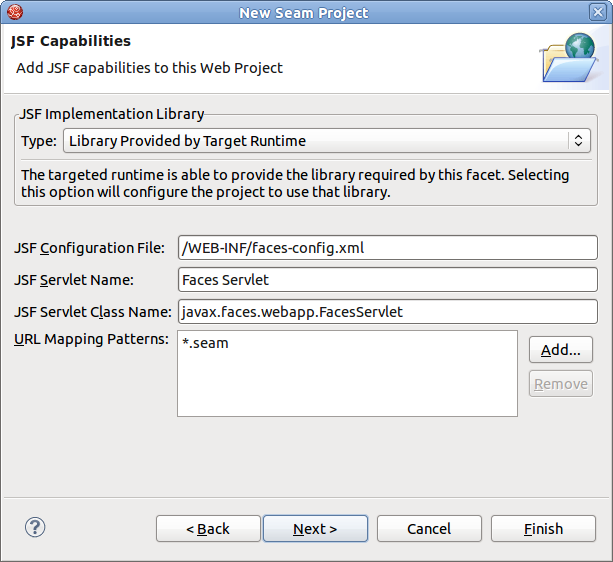 New Seam Project
JSF Capabilities
Add JSF capabilities to this Web Project
JSF Implementation Library
Type: Library Provided by Target Runtime
The targeted runtime is able to provide the library required by this facet. Selecting
this option will configure the project to use that library.
JSF Configuration File: /WEB-INF/faces-config.xml
JSF Servlet Name: Faces Servlet
JSF Servlet Class Name: javax.faces.webapp.FacesServlet
URL Mapping Patterns: *.seam
Add...
Remove
? < Back Next > Cancel Finish